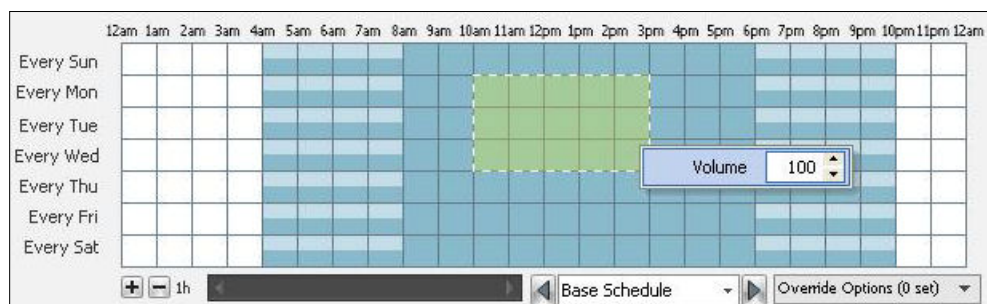 12am 1am 2am 3am 4am 5am 6am 7am 8am 9am 10am 11am 12pm 1pm 2pm 3pm 4pm 5pm 6pm 7pm 8pm 9pm 10pm 11pm 12am
Every Sun
Every Mon
Every Tue
Every Wed
Volume 100
Every Thu
Every Fri
Every Sat
1h Base Schedule Override Options (0 set)